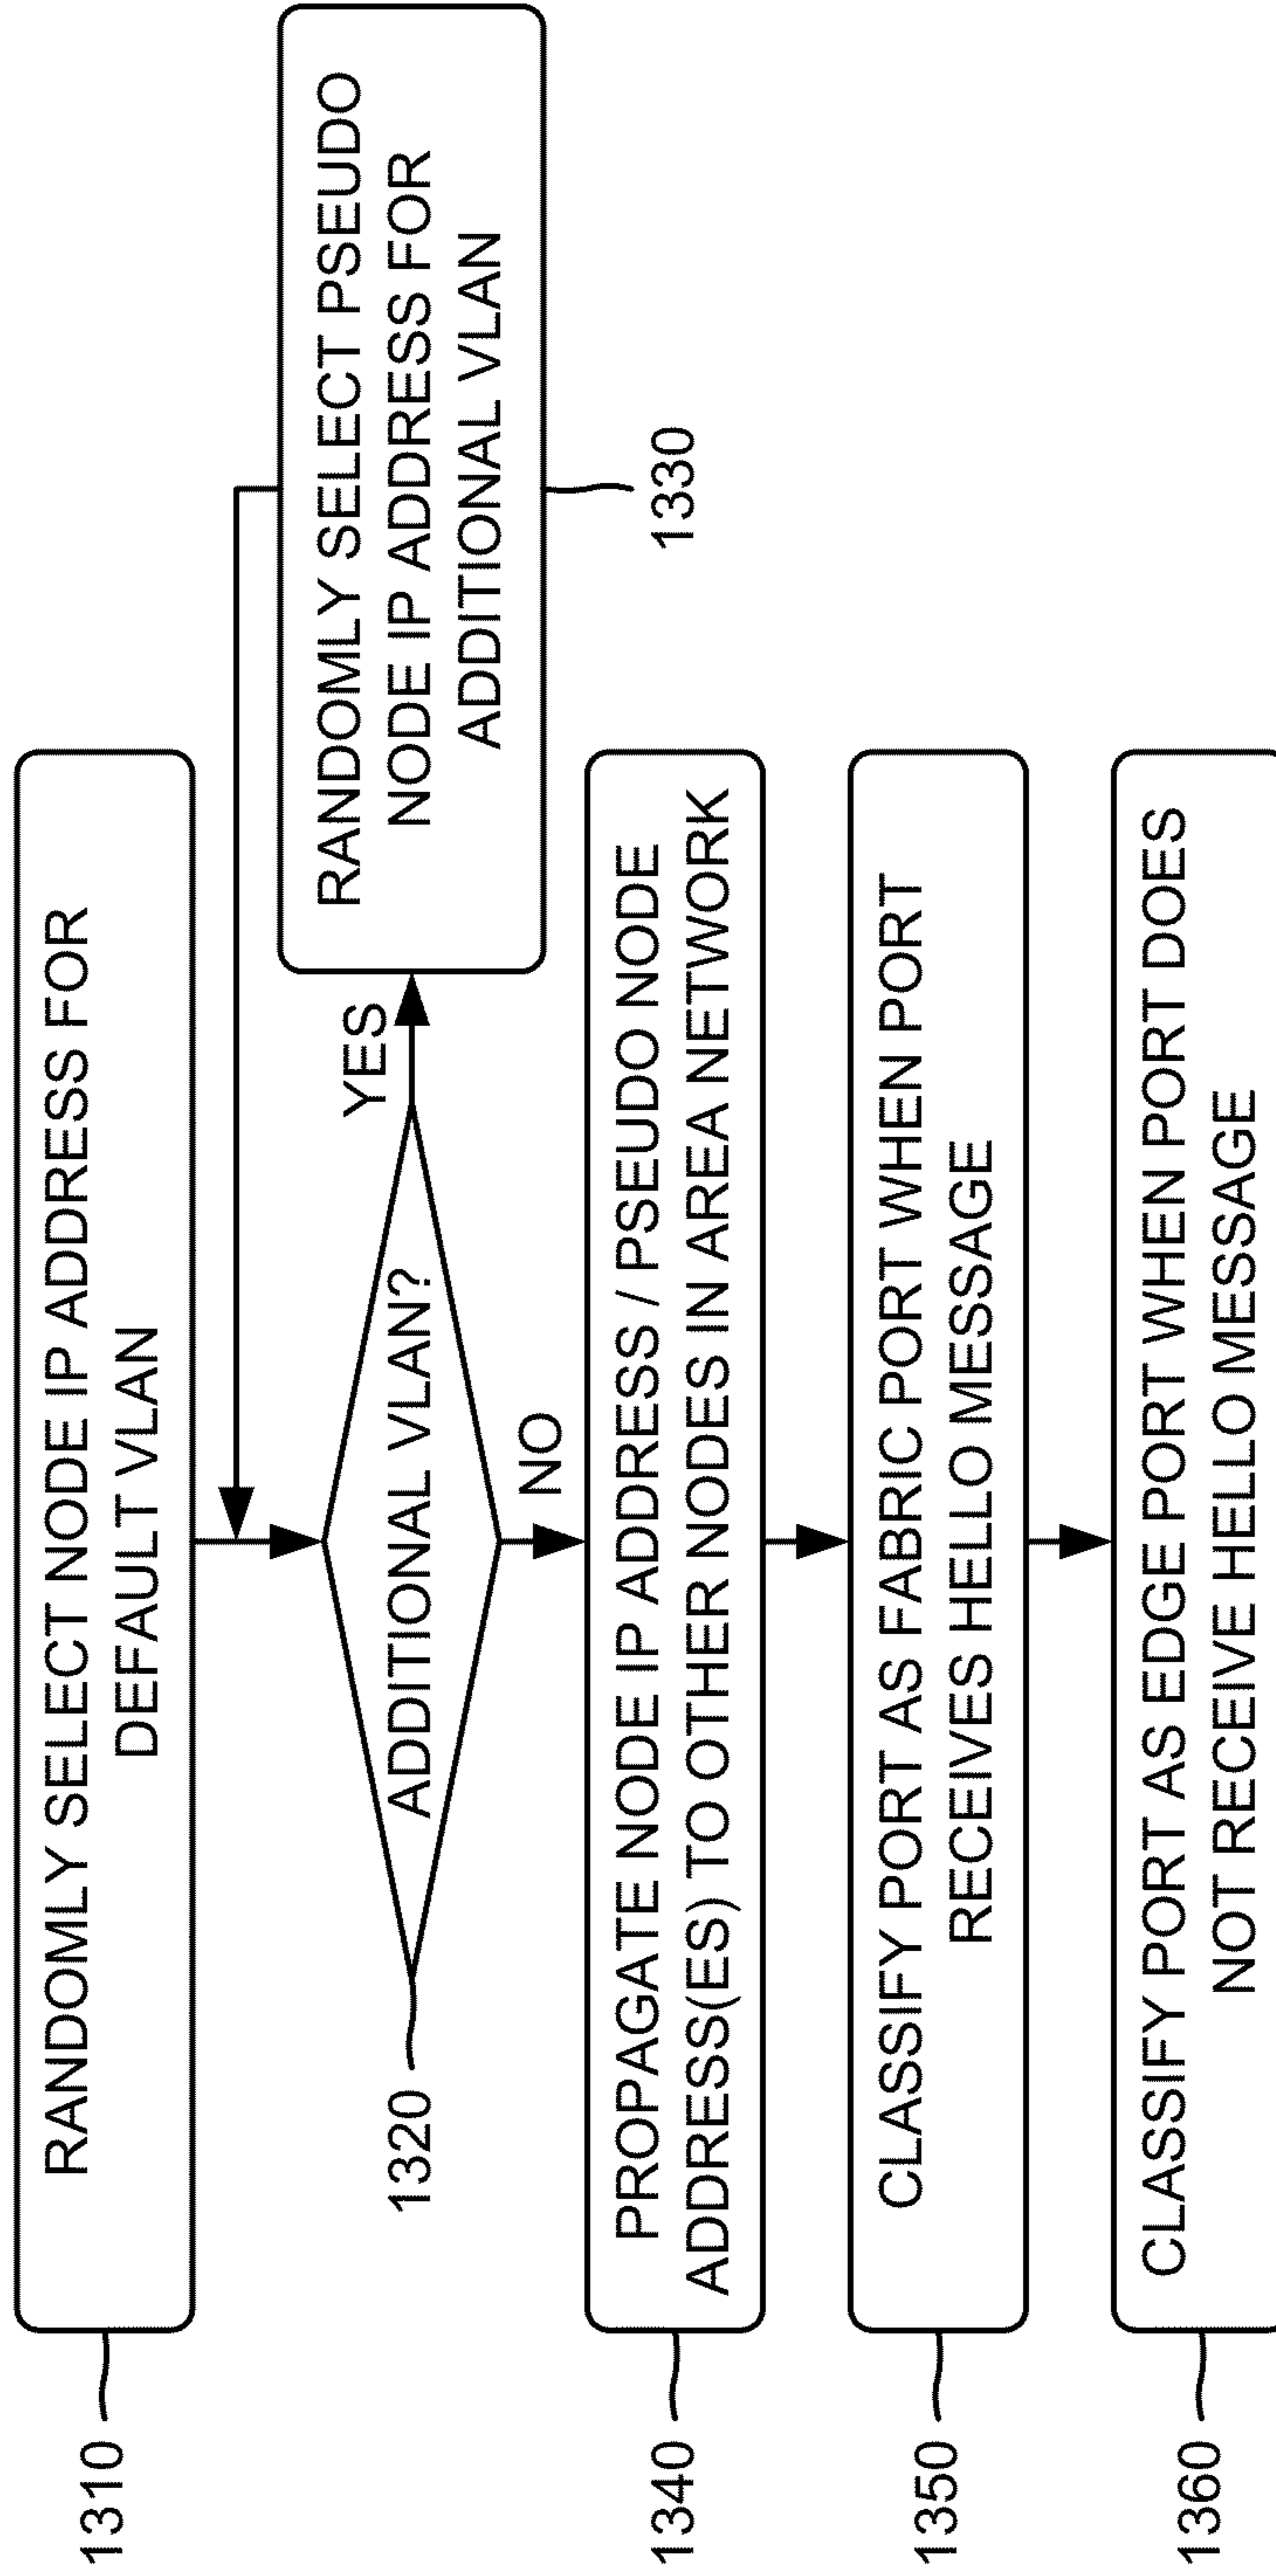 1310
RANDOMLY SELECT NODE IP ADDRESS FOR
DEFAULT VLAN
1320
ADDITIONAL VLAN?
YES
NO
RANDOMLY SELECT PSEUDO
NODE IP ADDRESS FOR
ADDITIONAL VLAN
1330
1340
PROPAGATE NODE IP ADDRESS / PSEUDO NODE
ADDRESS(ES) TO OTHER NODES IN AREA NETWORK
1350
CLASSIFY PORT AS FABRIC PORT WHEN PORT
RECEIVES HELLO MESSAGE
1360
CLASSIFY PORT AS EDGE PORT WHEN PORT DOES
NOT RECEIVE HELLO MESSAGE